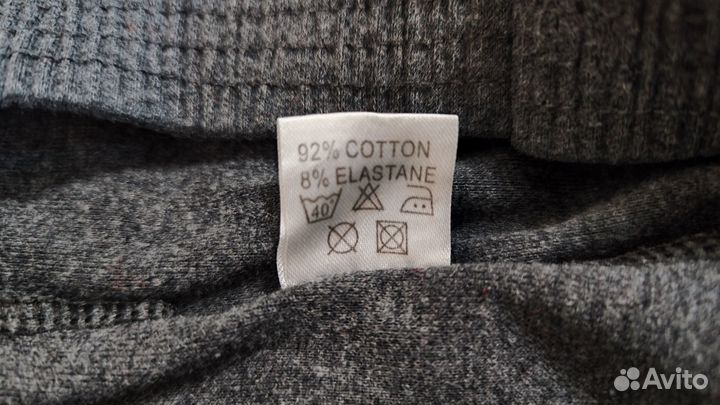 92% COTTON
8% ELASTANE
40
Avito